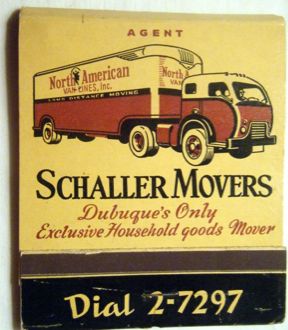 AGENT
North American
VAN LINES, Inc.
North Am
VAN
LONG DISTANCE MOVING
SCHALLER MOVERS
Dubuque's Only
Exclusive Household goods Mover
Dial 2-7297